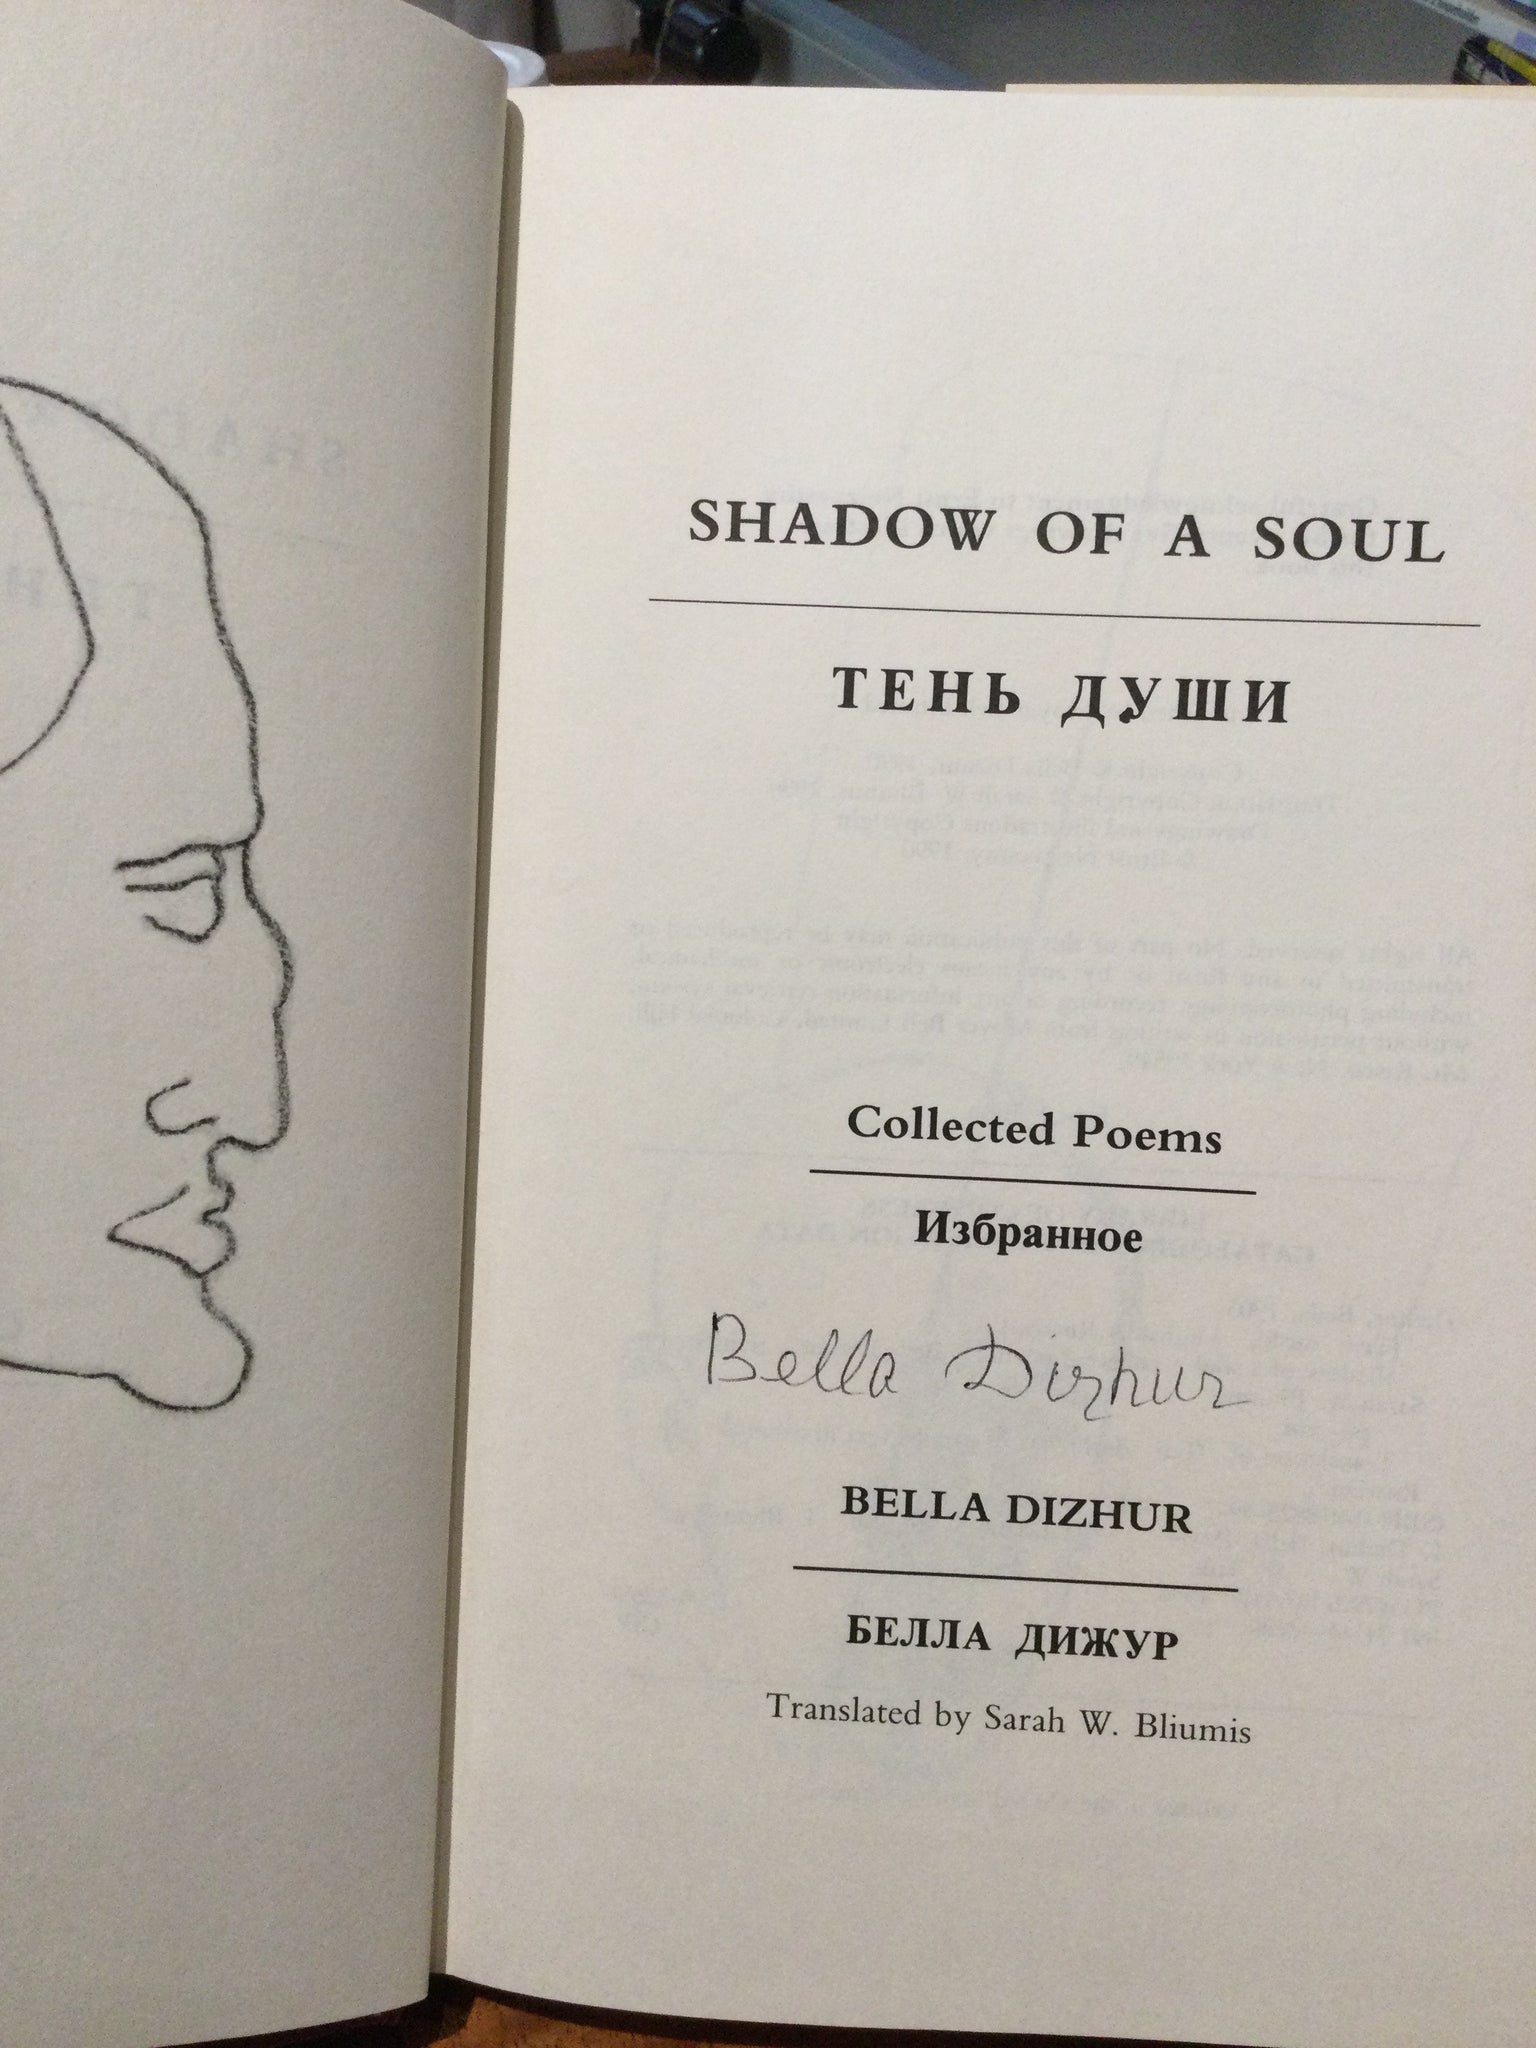 SHADOW OF A SOUL
ТЕНЬ ДУШИ
Collected Poems
Избранное
Bella Dizhur
BELLA DIZHUR
БЕЛЛА ДИЖУР
Translated by Sarah W. Bliumis